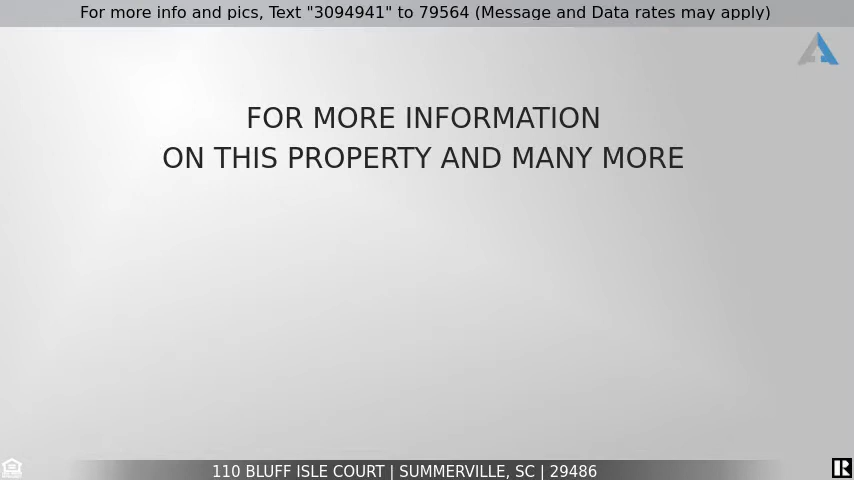 For more info and pics, Text "3094941" to 79564 (Message and Data rates may apply)
FOR MORE INFORMATION
ON THIS PROPERTY AND MANY MORE
110 BLUFF ISLE COURT | SUMMERVILLE, SC | 29486